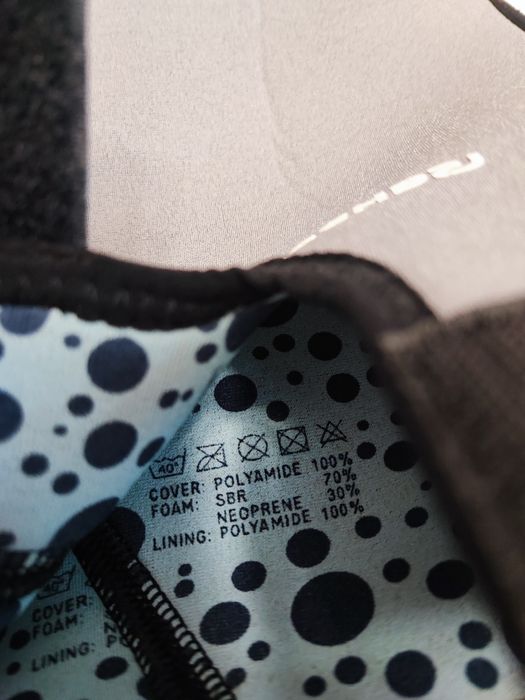 40°
COVER: POLYAMIDE 100%
FOAM: SBR 70%
NEOPRENE 30%
LINING: POLYAMIDE 100%
COVER:
FOAM:
LINING: